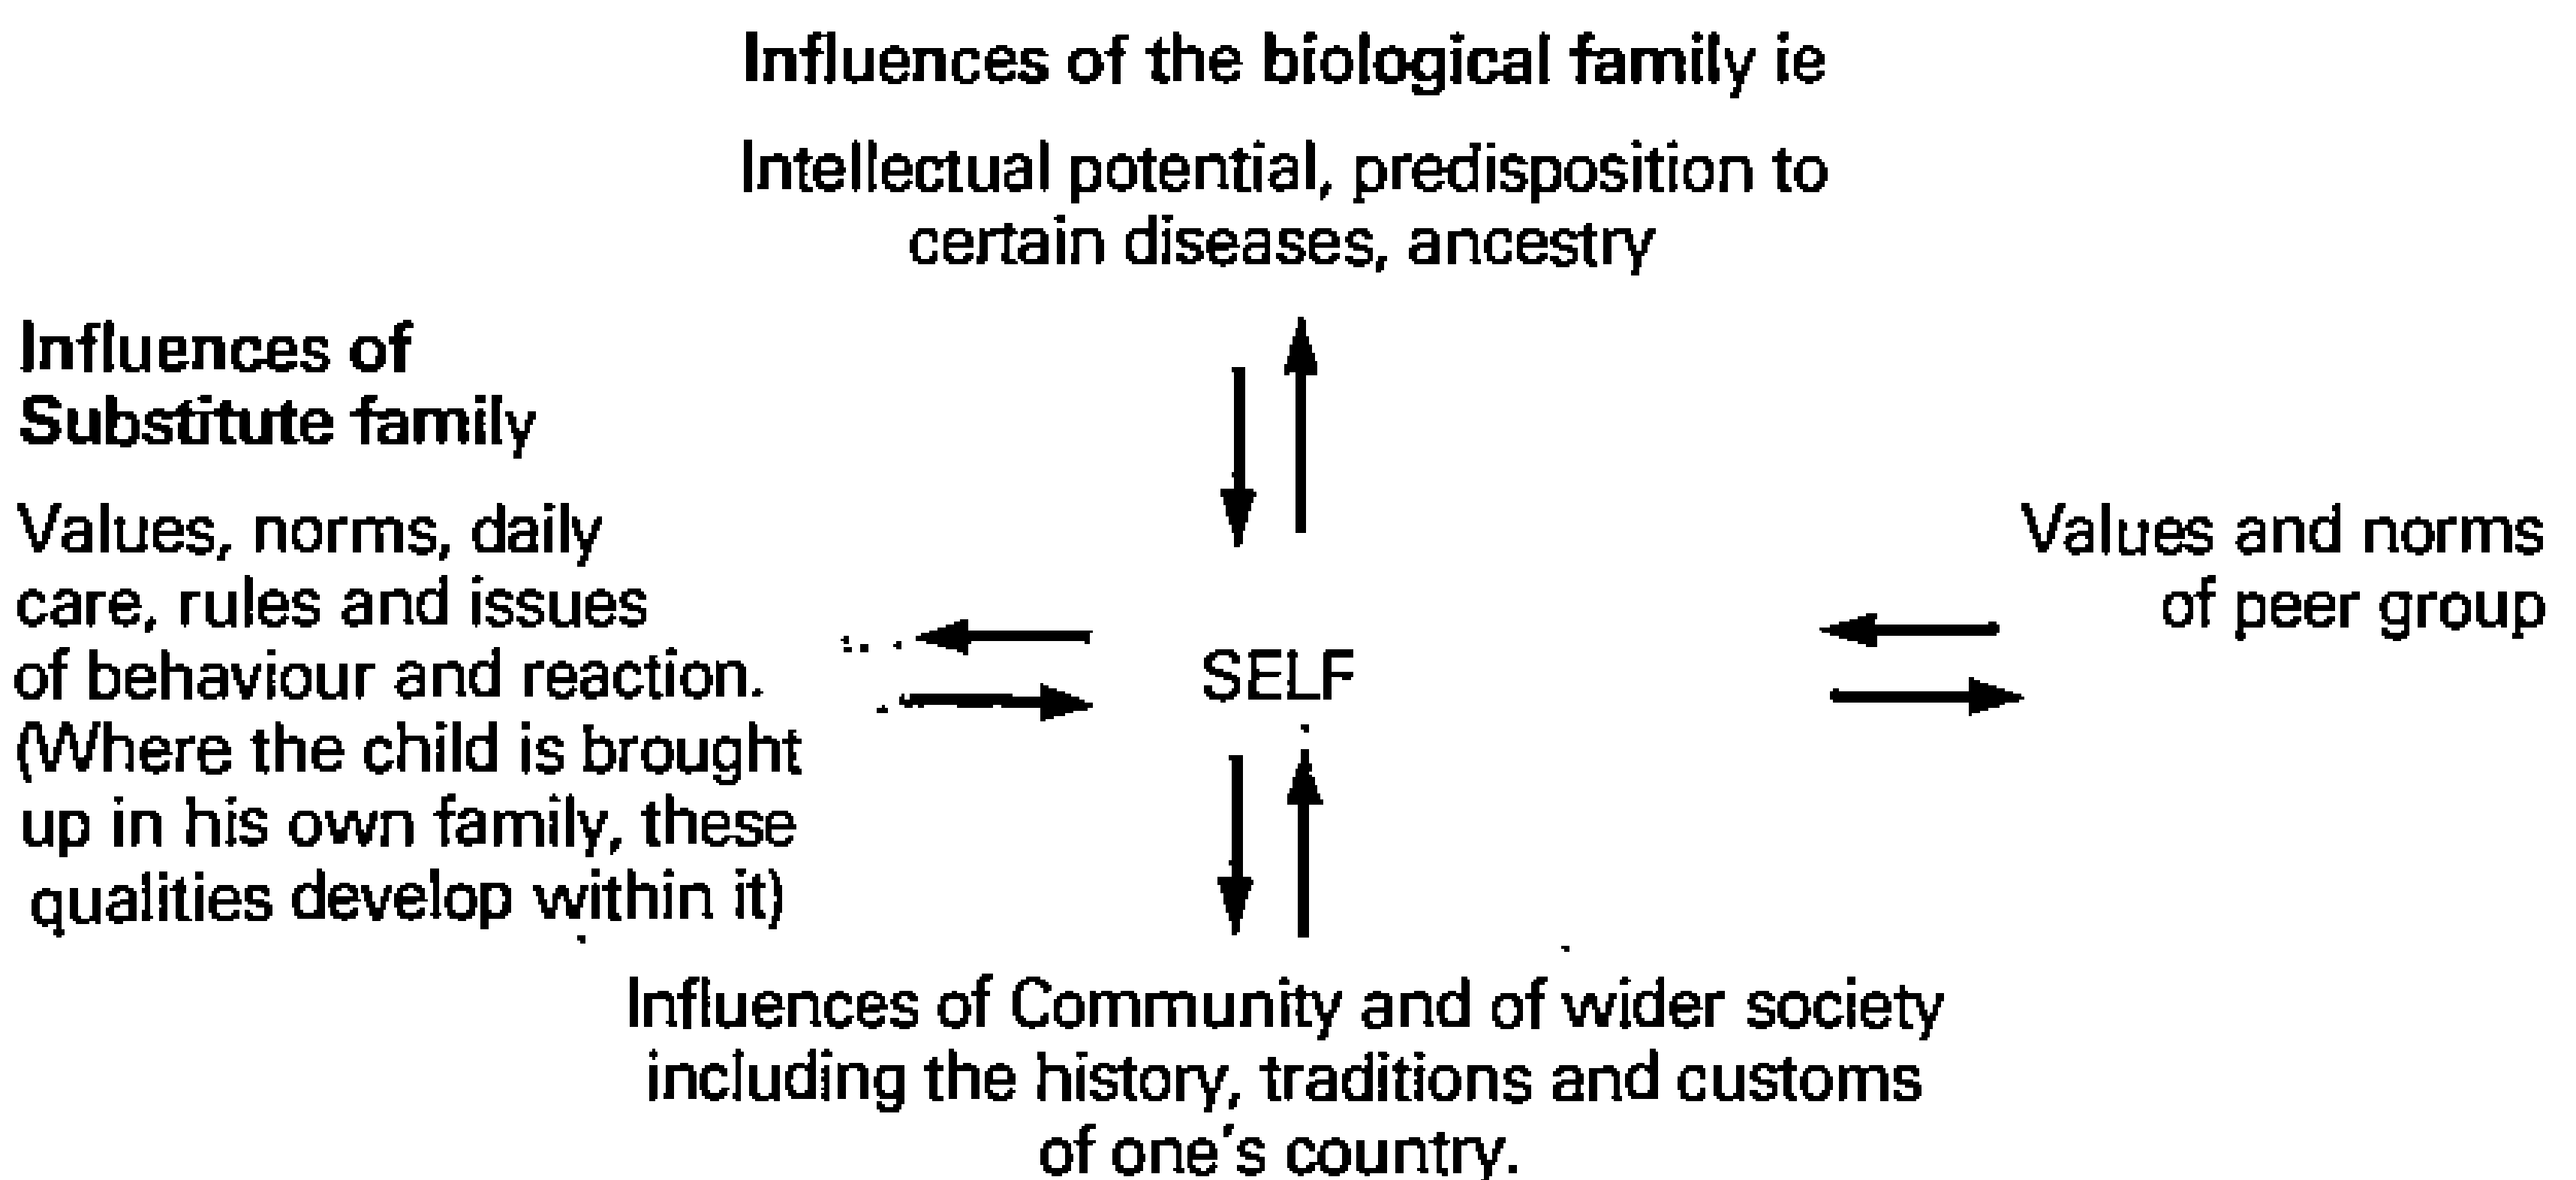 Influences of the biological family ie
Intellectual potential, predisposition to
certain diseases, ancestry
Influences of
Substitute family
Values, norms, daily
care, rules and issues
of behaviour and reaction.
(Where the child is brought
up in his own family, these
qualities develop within it)
SELF
Values and norms
of peer group
Influences of Community and of wider society
including the history, traditions and customs
of one's country.